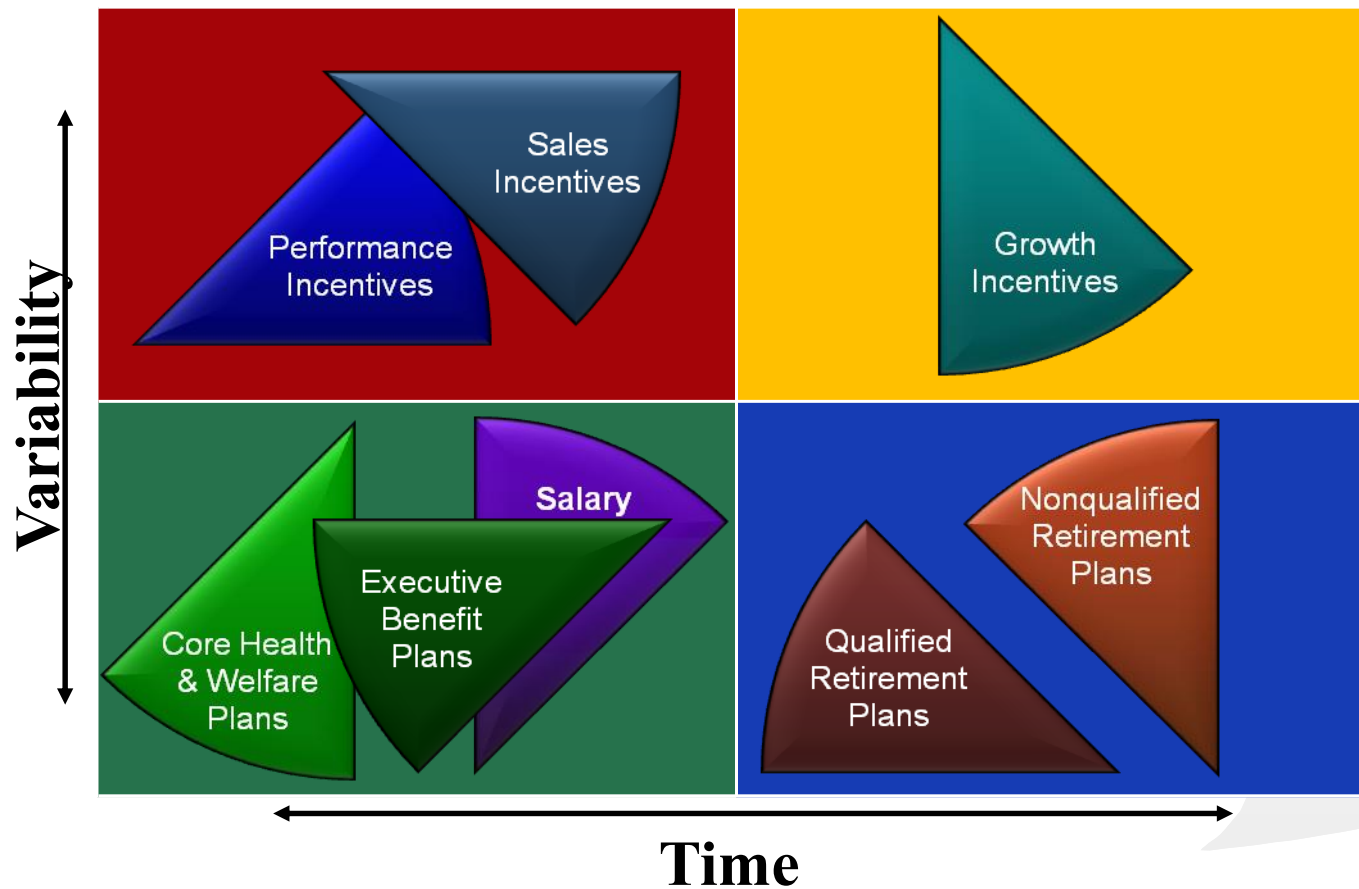 Variability
Sales
Incentives
Performance
Incentives
Growth
Incentives
Salary
Executive
Benefit
Plans
Core Health
& Welfare
Plans
Nonqualified
Retirement
Plans
Qualified
Retirement
Plans
Time